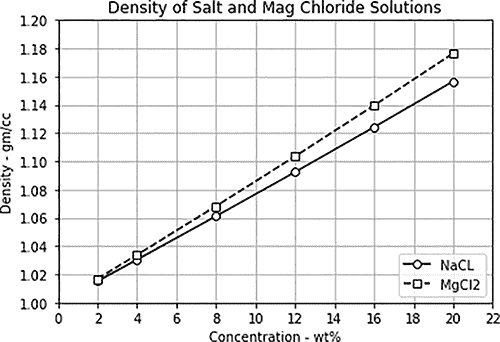 Density of Salt and Mag Chloride Solutions
1.20
1.18
1.16
1.14
1.12
1.10
1.08
1.06
1.04
1.02
1.00
Density - gm/cc
NaCL
MgCl2
0 2 4 6 8 10 12 14 16 18 20 22
Concentration - wt%